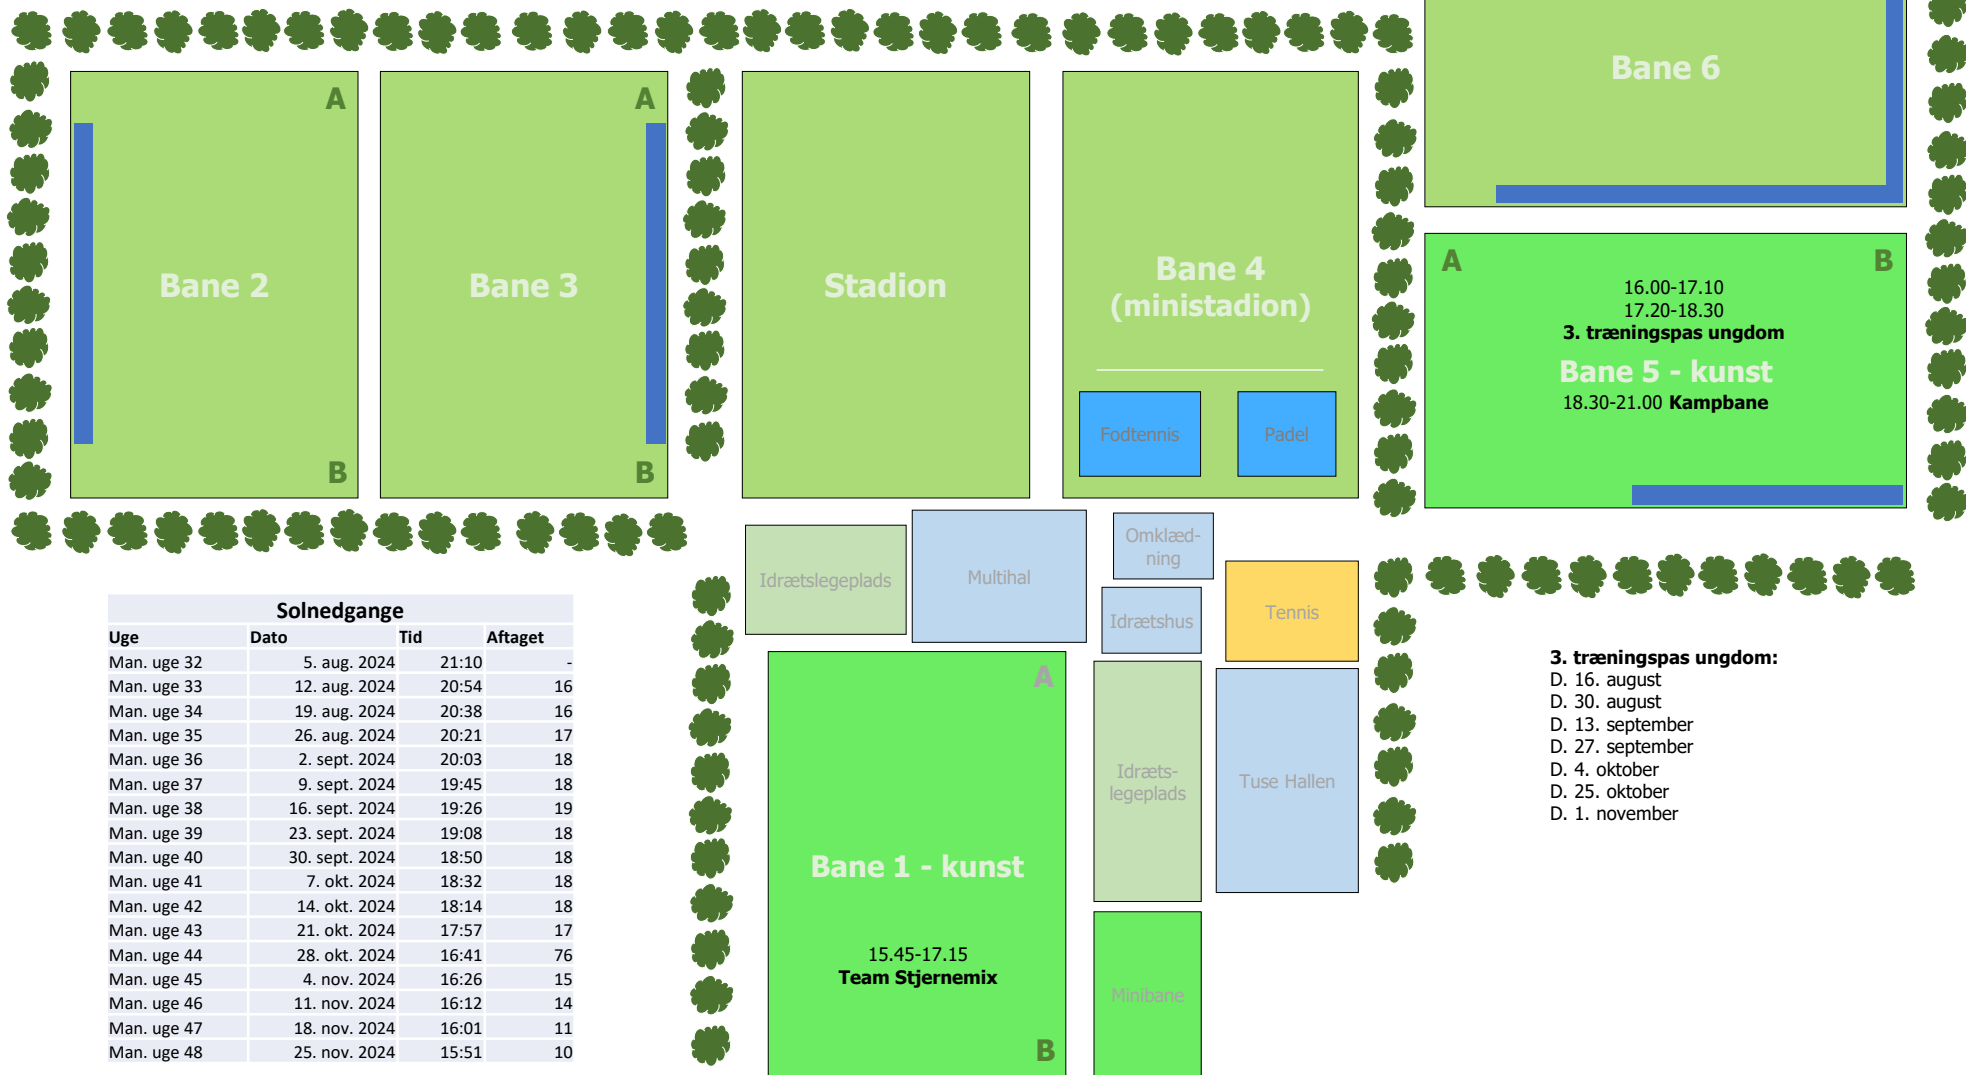 Bane 6
A
A
Bane 2
Bane 3
Stadion
Bane 4
(ministadion)
Fodtennis
Padel
B
B
A
B
16.00-17.10
17.20-18.30
3. træningspas ungdom
Bane 5 - kunst
18.30-21.00 Kampbane
Idrætslegeplads
Multihal
Omklæd-
ning
Idrætshus
Tennis
Solnedgange
Uge Dato Tid Aftaget
Man. uge 32 5. aug. 2024 21:10 -
Man. uge 33 12. aug. 2024 20:54 16
Man. uge 34 19. aug. 2024 20:38 16
Man. uge 35 26. aug. 2024 20:21 17
Man. uge 36 2. sept. 2024 20:03 18
Man. uge 37 9. sept. 2024 19:45 18
Man. uge 38 16. sept. 2024 19:26 19
Man. uge 39 23. sept. 2024 19:08 18
Man. uge 40 30. sept. 2024 18:50 18
Man. uge 41 7. okt. 2024 18:32 18
Man. uge 42 14. okt. 2024 18:14 18
Man. uge 43 21. okt. 2024 17:57 17
Man. uge 44 28. okt. 2024 16:41 76
Man. uge 45 4. nov. 2024 16:26 15
Man. uge 46 11. nov. 2024 16:12 14
Man. uge 47 18. nov. 2024 16:01 11
Man. uge 48 25. nov. 2024 15:51 10
A
Bane 1 - kunst
15.45-17.15
Team Stjernemix
B
Idræts-
legeplads
Tuse Hallen
Minibane
3. træningspas ungdom:
D. 16. august
D. 30. august
D. 13. september
D. 27. september
D. 4. oktober
D. 25. oktober
D. 1. november